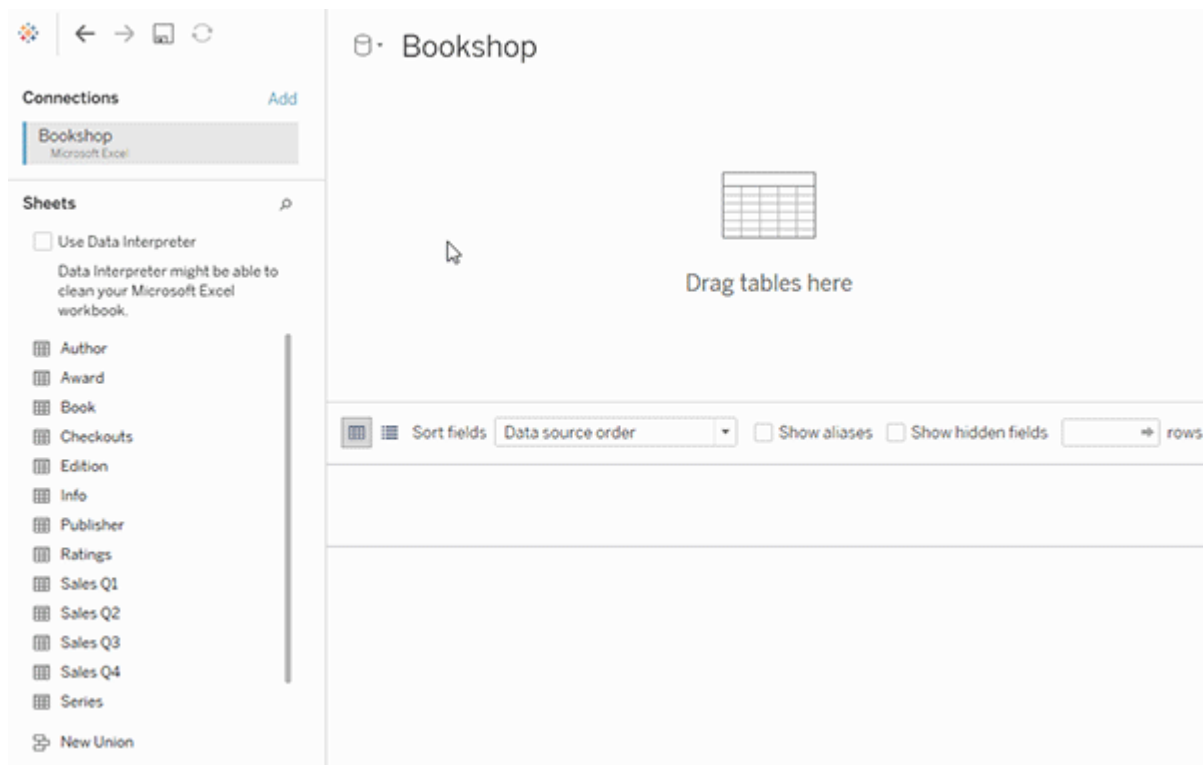 Bookshop
Connections Add
Bookshop
Microsoft Excel
Sheets
Use Data Interpreter
Data Interpreter might be able to
clean your Microsoft Excel
workbook.
Author
Award
Book
Checkouts
Edition
Info
Publisher
Ratings
Sales Q1
Sales Q2
Sales Q3
Sales Q4
Series
New Union
Drag tables here
Sort fields Data source order Show aliases Show hidden fields rows